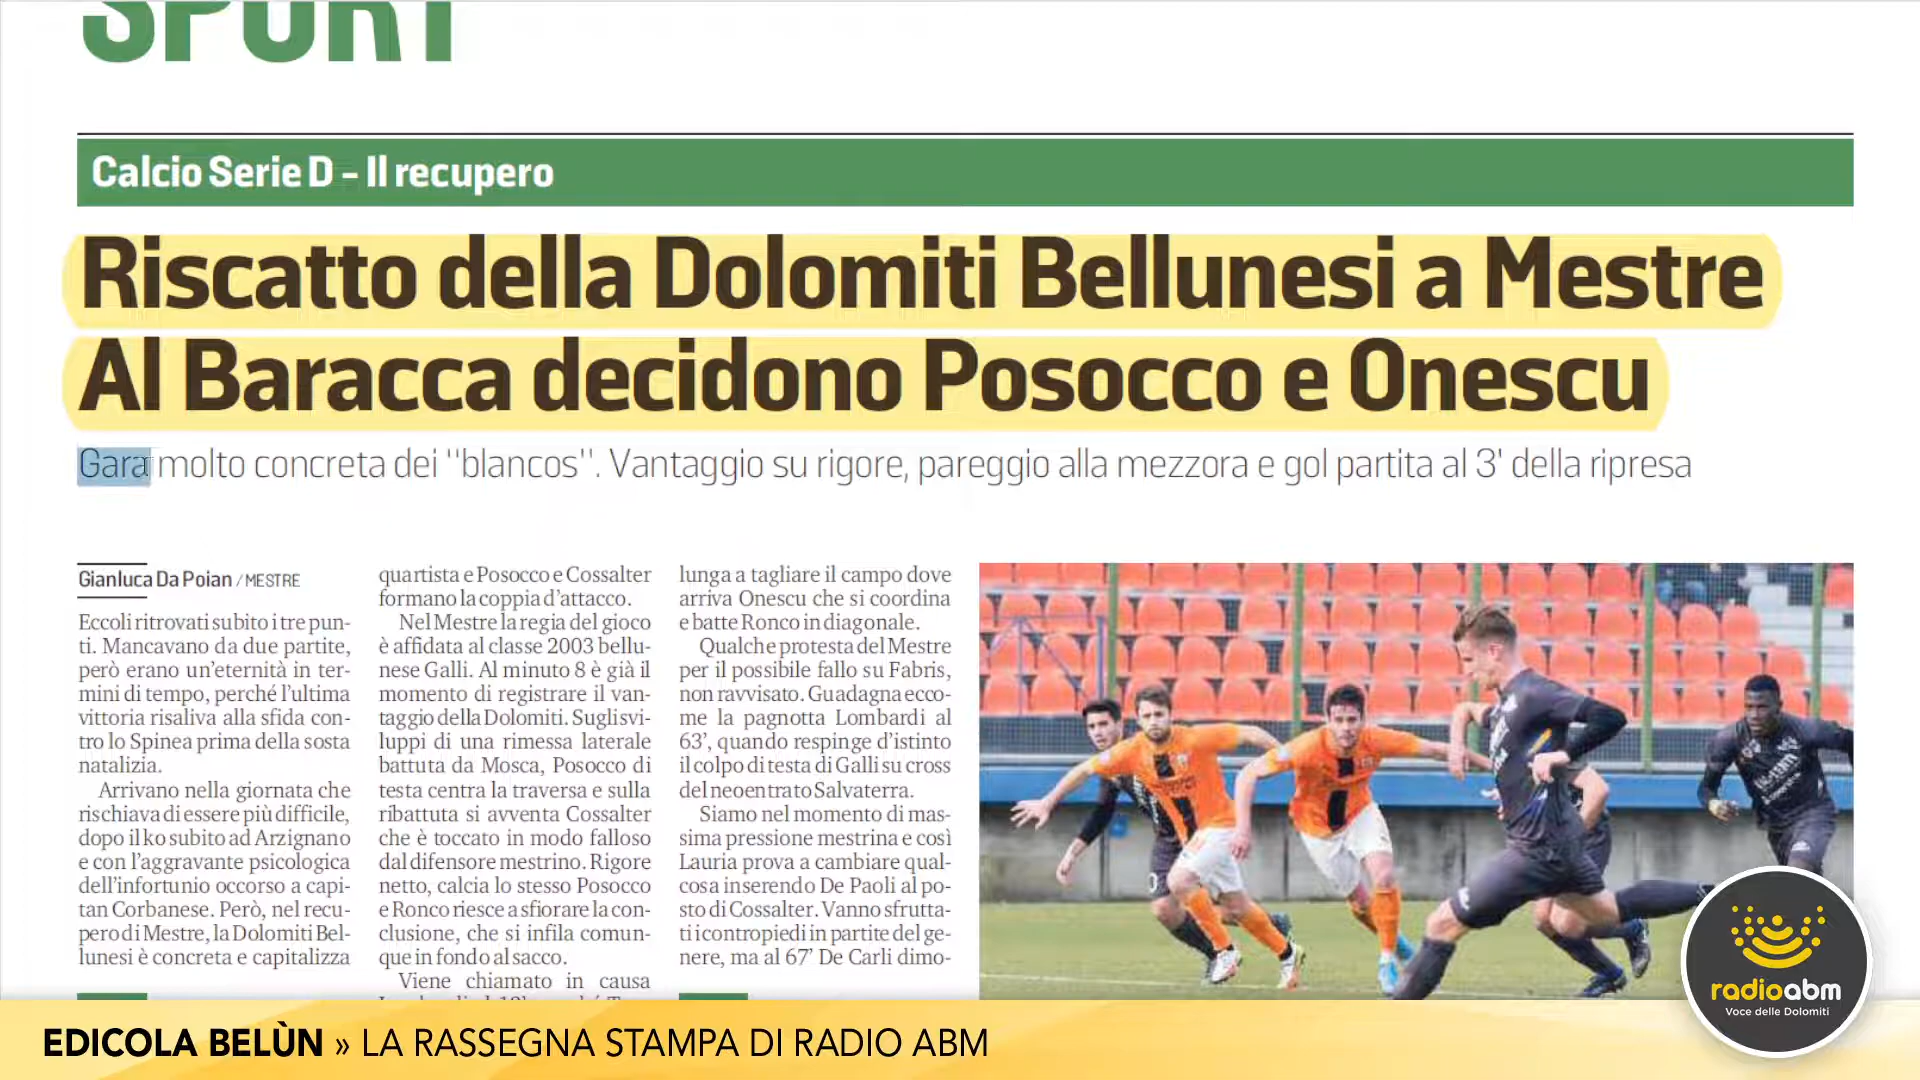 SPORT
Calcio Serie D - Il recupero
Riscatto della Dolomiti Bellunesi a Mestre
Al Baracca decidono Posocco e Onescu
Gara molto concreta dei "blancos". Vantaggio su rigore, pareggio alla mezzora e gol partita al 3' della ripresa
Gianluca Da Poian / MESTRE
Eccoli ritrovati subito i tre pun-
ti. Mancavano da due partite,
però erano un'eternità in ter-
mini di tempo, perché l'ultima
vittoria risaliva alla sfida con-
tro lo Spinea prima della sosta
natalizia.
Arrivano nella giornata che
rischiava di essere più difficile,
dopo il ko subito ad Arzignano
e con l'aggravante psicologica
dell'infortunio occorso a capi-
tan Corbanese. Però, nel recu-
pero di Mestre, la Dolomiti Bel-
lunesi è concreta e capitalizza
quartista e Posocco e Cossalter
formano la coppia d'attacco.
Nel Mestre la regia del gioco
è affidata al classe 2003 bellu-
nese Galli. Al minuto 8 è già il
momento di registrare il van-
taggio della Dolomiti. Sugli svi-
luppi di una rimessa laterale
battuta da Mosca, Posocco di
testa centra la traversa e sulla
ribattuta si avventa Cossalter
che è toccato in modo falloso
dal difensore mestrino. Rigore
netto, calcia lo stesso Posocco
e Ronco riesce a sfiorare la con-
clusione, che si infila comun-
que in fondo al sacco.
Viene chiamato in causa
lunga a tagliare il campo dove
arriva Onescu che si coordina
e batte Ronco in diagonale.
Qualche protesta del Mestre
per il possibile fallo su Fabris,
non ravvisato. Guadagna ecco-
me la pagnotta Lombardi al
63', quando respinge d'istinto
il colpo di testa di Galli su cross
del neoentrato Salvaterra.
Siamo nel momento di mas-
sima pressione mestrina e così
Lauria prova a cambiare qual-
cosa inserendo De Paoli al po-
sto di Cossalter. Vanno sfrutta-
ti i contropiedi in partite del ge-
nere, ma al 67' De Carli dimo-
radioabm
Voce delle Dolomiti
EDICOLA BELÙN » LA RASSEGNA STAMPA DI RADIO ABM